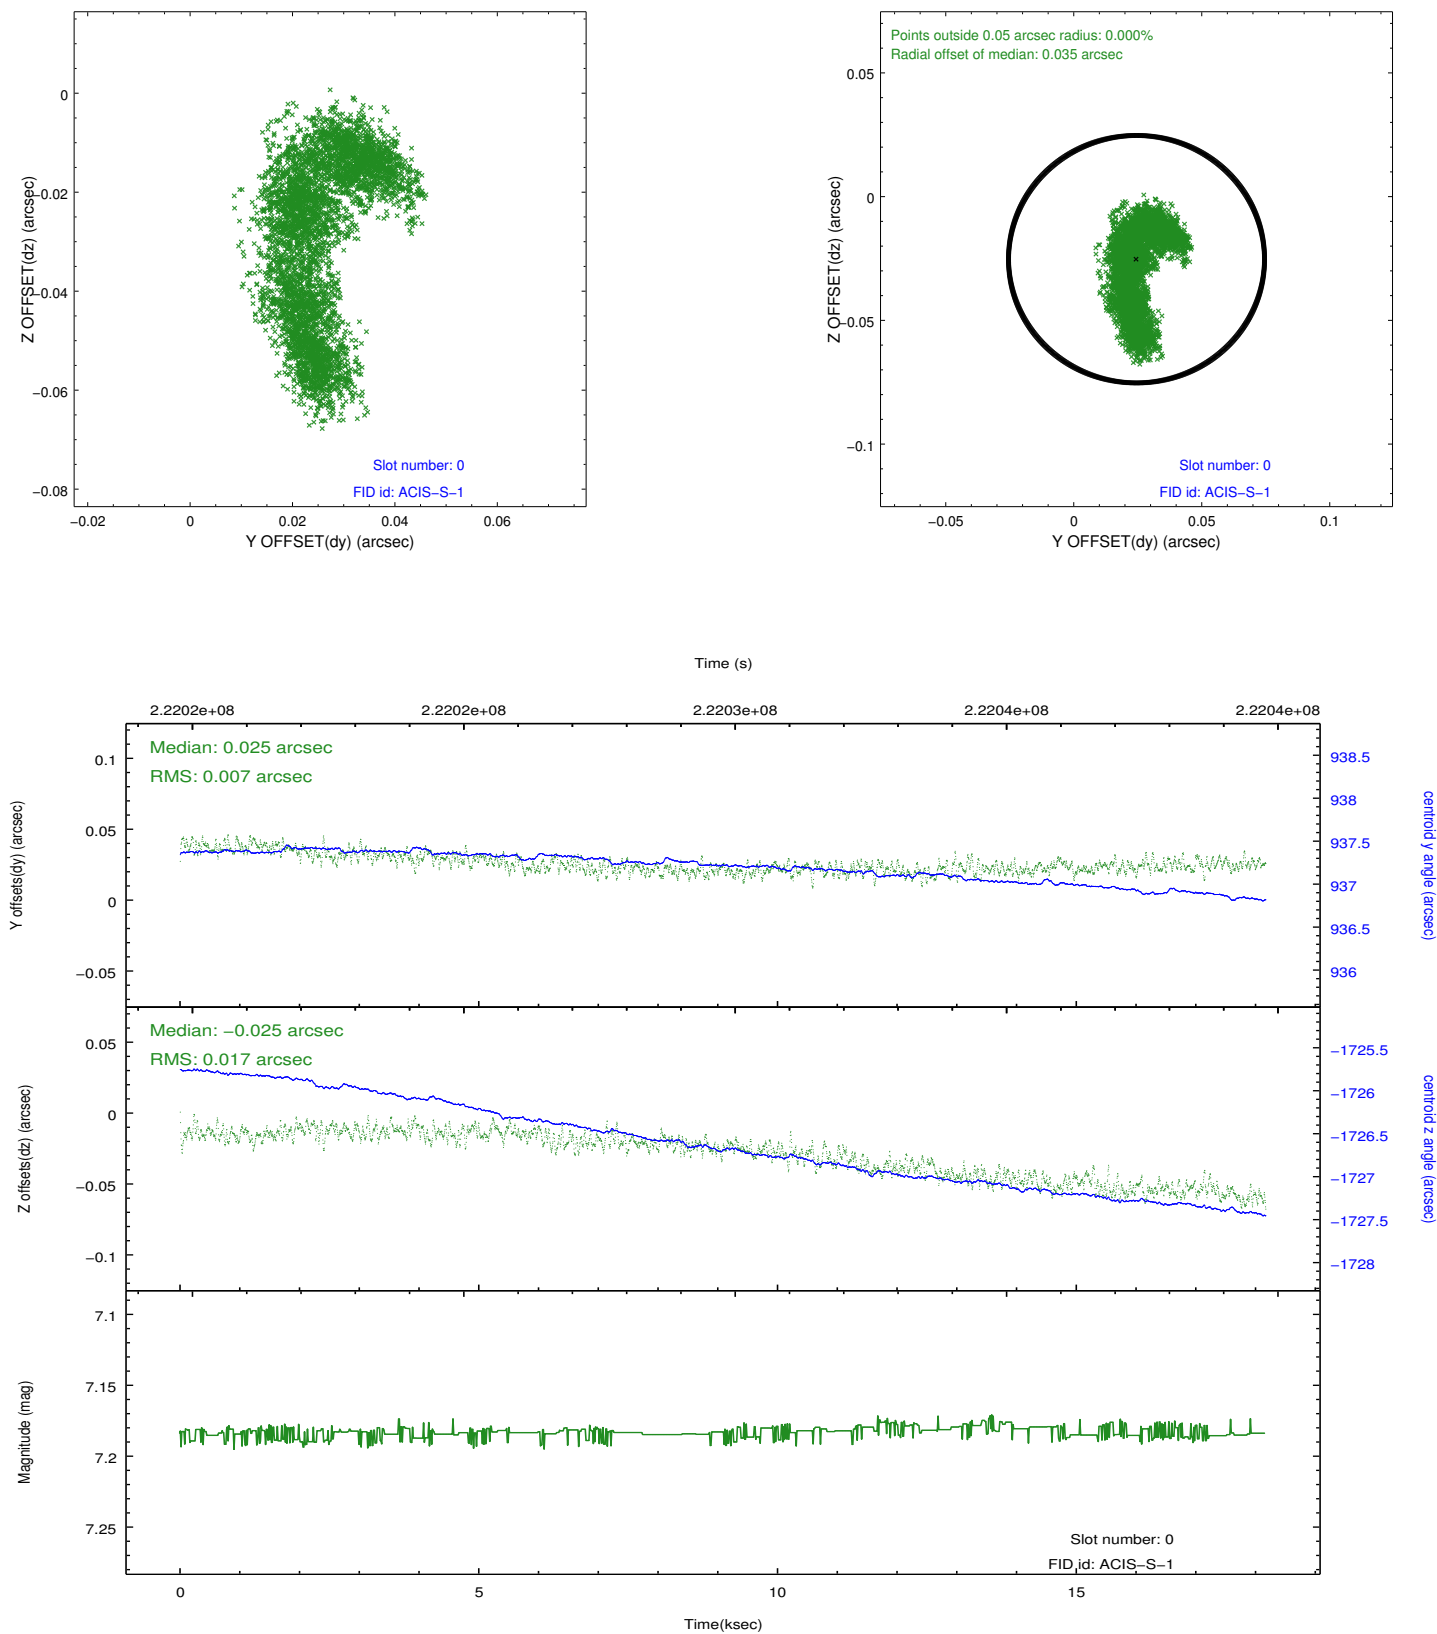 0
−0.02
−0.04
−0.06
−0.08
Z OFFSET(dz) (arcsec)
Slot number: 0
FID id: ACIS−S−1
−0.02
0
0.02
0.04
0.06
Y OFFSET(dy) (arcsec)
Points outside 0.05 arcsec radius: 0.000%
Radial offset of median: 0.035 arcsec
0.05
0
−0.05
−0.1
Z OFFSET(dz) (arcsec)
Slot number: 0
FID id: ACIS−S−1
−0.05
0
0.05
0.1
Y OFFSET(dy) (arcsec)
Time (s)
2.2202e+08
2.2202e+08
2.2203e+08
2.2204e+08
2.2204e+08
Median: 0.025 arcsec
RMS: 0.007 arcsec
0.1
0.05
0
−0.05
Y offsets(dy) (arcsec)
938.5
938
937.5
937
936.5
936
centroid y angle (arcsec)
Median: −0.025 arcsec
RMS: 0.017 arcsec
0.05
0
−0.05
−0.1
Z offsets(dz) (arcsec)
−1725.5
−1726
−1726.5
−1727
−1727.5
−1728
centroid z angle (arcsec)
7.1
7.15
7.2
7.25
Magnitude (mag)
Slot number: 0
FID id: ACIS−S−1
0
5
10
15
Time(ksec)